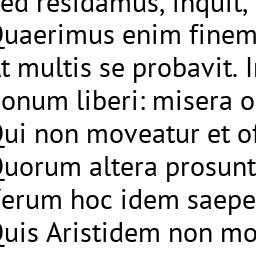 ed residamus, inquit,
Quaerimus enim finem
t multis se probavit. I
onum liberi: misera o
Qui non moveatur et of
Quorum altera prosunt
erum hoc idem saepe
Quis Aristidem non mo